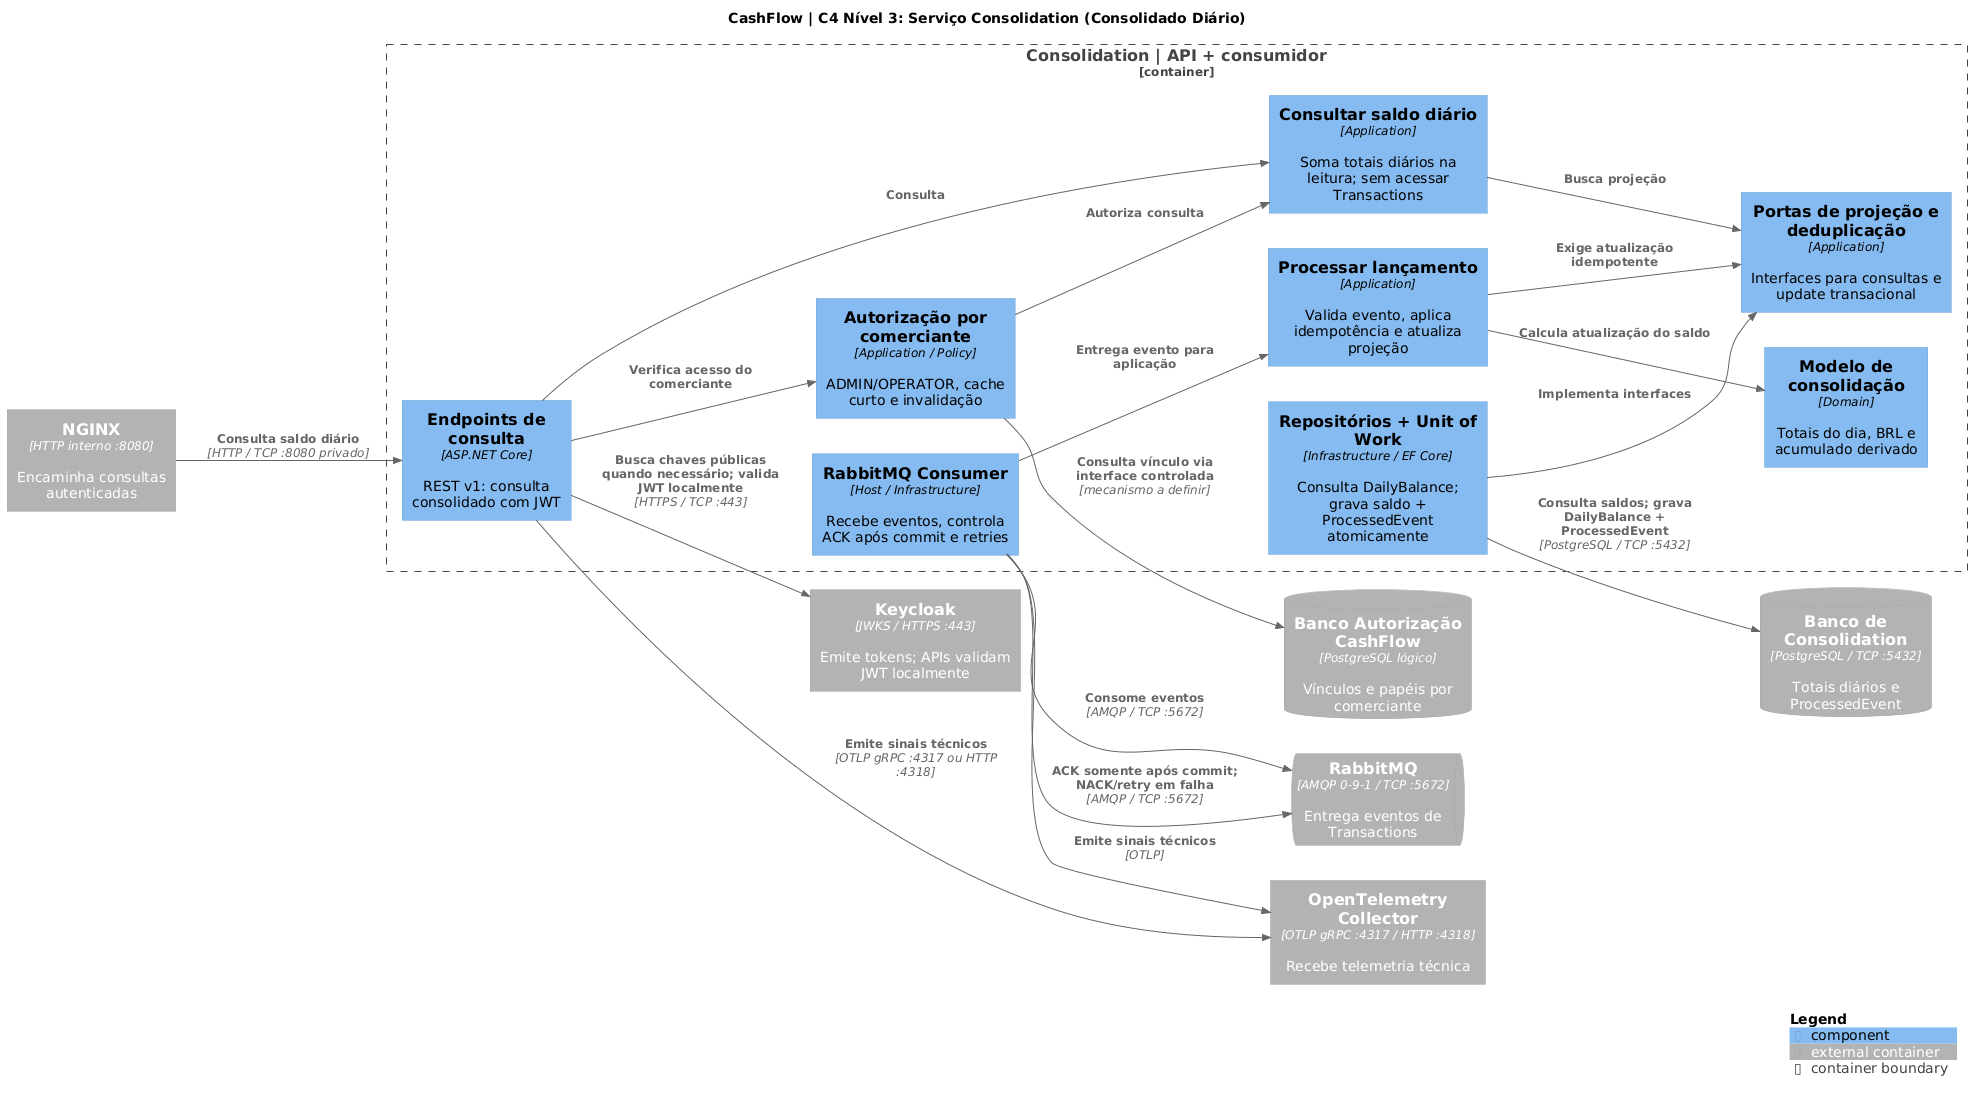 CashFlow | C4 Nível 3: Serviço Consolidation (Consolidado Diário)
Consolidation | API + consumidor
[container]
Consultar saldo diário
[Application]
Soma totais diários na
leitura; sem acessar
Transactions
Consulta
Autoriza consulta
Busca projeção
Portas de projeção e
deduplicação
[Application]
Interfaces para consultas e
update transacional
Exige atualização
idempotente
Processar lançamento
[Application]
Valida evento, aplica
idempotência e atualiza
projeção
Autorização por
comerciante
[Application / Policy]
ADMIN/OPERATOR, cache
curto e invalidação
Calcula atualização do saldo
Entrega evento para
aplicação
Verifica acesso do
comerciante
Modelo de
consolidação
[Domain]
Totais do dia, BRL e
acumulado derivado
Implementa interfaces
NGINX
[HTTP interno :8080]
Encaminha consultas
autenticadas
Consulta saldo diário
[HTTP / TCP :8080 privado]
Endpoints de
consulta
[ASP.NET Core]
REST v1: consulta
consolidado com JWT
Busca chaves públicas
quando necessário; valida
JWT localmente
[HTTPS / TCP :443]
RabbitMQ Consumer
[Host / Infrastructure]
Recebe eventos, controla
ACK após commit e retries
Consulta vínculo via
interface controlada
[mecanismo a definir]
Repositórios + Unit of
Work
[Infrastructure / EF Core]
Consulta DailyBalance;
grava saldo +
ProcessedEvent
atomicamente
Consulta saldos; grava
DailyBalance +
ProcessedEvent
[PostgreSQL / TCP :5432]
Keycloak
[JWKS / HTTPS :443]
Emite tokens; APIs validam
JWT localmente
Banco Autorização
CashFlow
[PostgreSQL lógico]
Vínculos e papéis por
comerciante
Banco de
Consolidation
[PostgreSQL / TCP :5432]
Totais diários e
ProcessedEvent
Consome eventos
[AMQP / TCP :5672]
Emite sinais técnicos
[OTLP gRPC :4317 ou HTTP
:4318]
ACK somente após commit;
NACK/retry em falha
[AMQP / TCP :5672]
RabbitMQ
[AMQP 0-9-1 / TCP :5672]
Entrega eventos de
Transactions
Emite sinais técnicos
[OTLP]
OpenTelemetry
Collector
[OTLP gRPC :4317 / HTTP :4318]
Recebe telemetria técnica
Legend
component
external container
container boundary